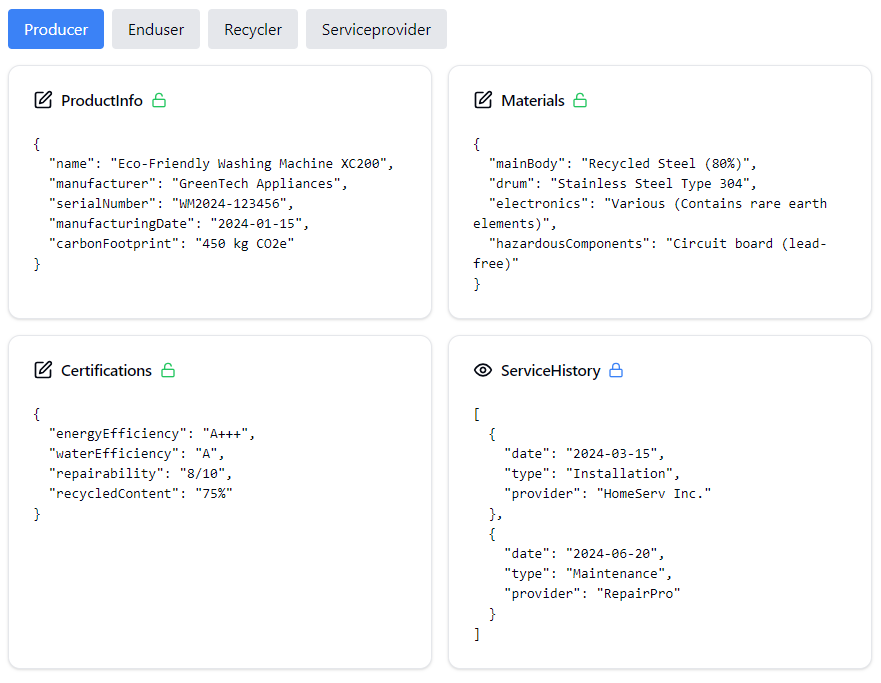 Producer Enduser Recycler Serviceprovider
ProductInfo
{
  "name": "Eco-Friendly Washing Machine XC200",
  "manufacturer": "GreenTech Appliances",
  "serialNumber": "WM2024-123456",
  "manufacturingDate": "2024-01-15",
  "carbonFootprint": "450 kg CO2e"
}
Materials
{
  "mainBody": "Recycled Steel (80%)",
  "drum": "Stainless Steel Type 304",
  "electronics": "Various (Contains rare earth
elements)",
  "hazardousComponents": "Circuit board (lead-
free)"
}
Certifications
{
  "energyEfficiency": "A+++",
  "waterEfficiency": "A",
  "repairability": "8/10",
  "recycledContent": "75%"
}
ServiceHistory
[
  {
    "date": "2024-03-15",
    "type": "Installation",
    "provider": "HomeServ Inc."
  },
  {
    "date": "2024-06-20",
    "type": "Maintenance",
    "provider": "RepairPro"
  }
]